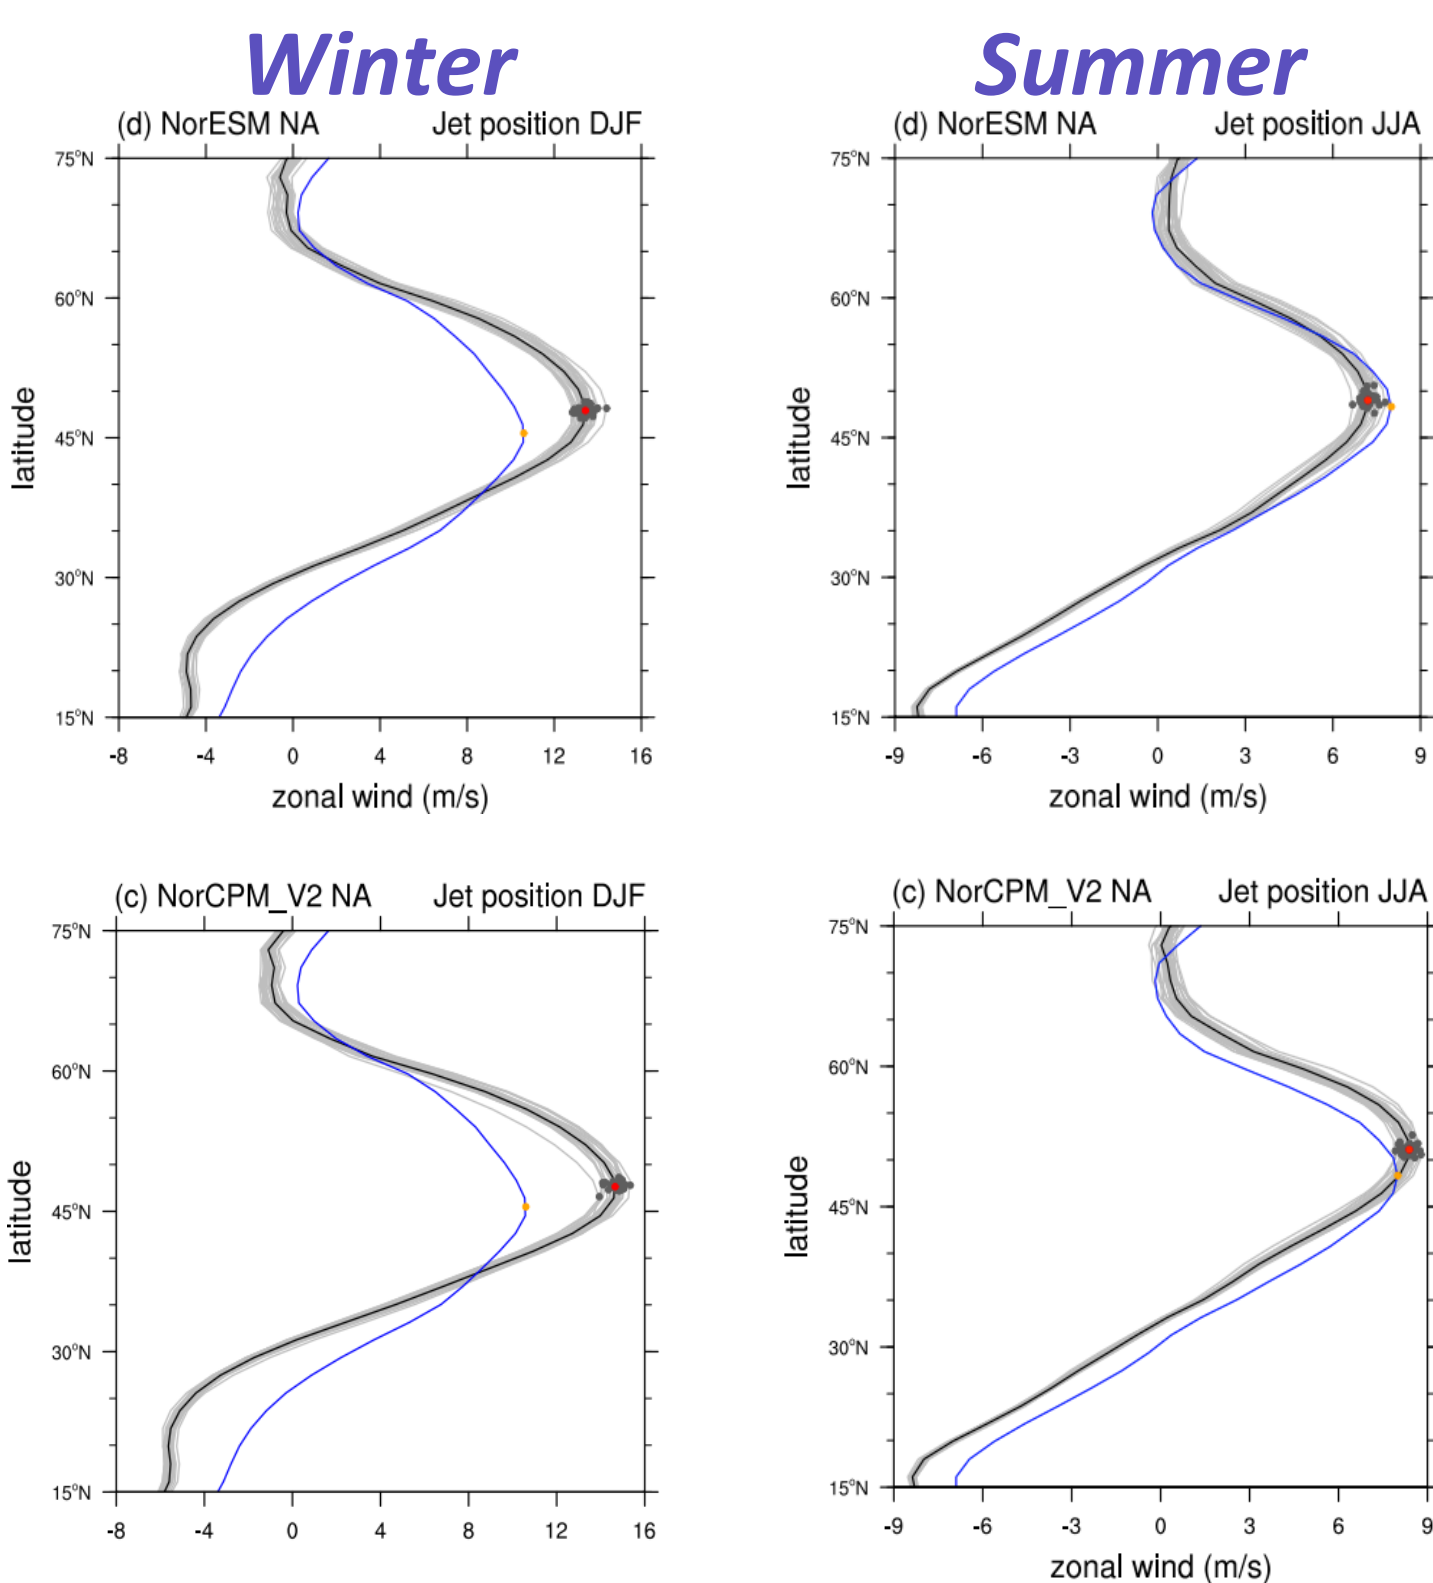 Winter
Summer
(d) NorESM NA Jet position DJF
75°N
60°N
45°N
30°N
15°N
latitude
-8 -4 0 4 8 12 16
zonal wind (m/s)
(d) NorESM NA Jet position JJA
75°N
60°N
45°N
30°N
15°N
latitude
-9 -6 -3 0 3 6 9
zonal wind (m/s)
(c) NorCPM_V2 NA Jet position DJF
75°N
60°N
45°N
30°N
15°N
latitude
-8 -4 0 4 8 12 16
(c) NorCPM_V2 NA Jet position JJA
75°N
60°N
45°N
30°N
15°N
latitude
-9 -6 -3 0 3 6 9
zonal wind (m/s)